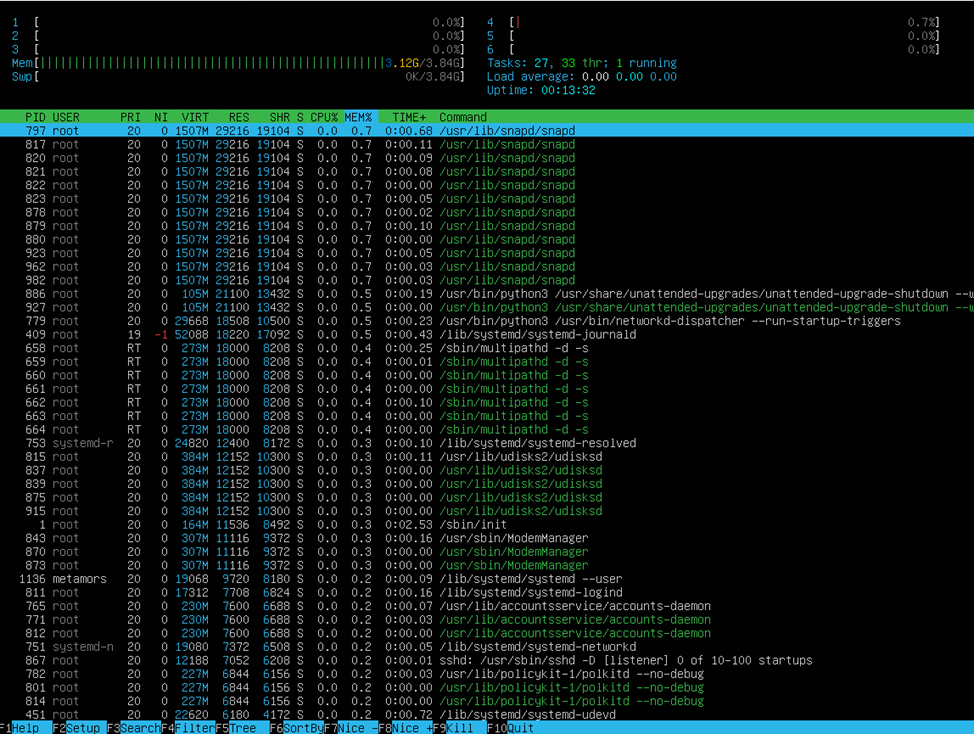 1 [ 0.0%] 4 [| 0.7%]
2 [ 0.0%] 5 [ 0.0%]
3 [ 0.0%] 6 [ 0.0%]
Mem[||||||||||||||||||||||||||||||||||||||||||||||||||3.12G/3.84G] Tasks: 27, 33 thr; 1 running
Swp[ 0K/3.84G] Load average: 0.00 0.00 0.00
Uptime: 00:13:32
PID USER PRI NI VIRT RES SHR S CPU% MEM% TIME+ Command
797 root 20 0 1507M 29216 19104 S 0.0 0.7 0:00.68 /usr/lib/snapd/snapd
817 root 20 0 1507M 29216 19104 S 0.0 0.7 0:00.11 /usr/lib/snapd/snapd
820 root 20 0 1507M 29216 19104 S 0.0 0.7 0:00.09 /usr/lib/snapd/snapd
821 root 20 0 1507M 29216 19104 S 0.0 0.7 0:00.08 /usr/lib/snapd/snapd
822 root 20 0 1507M 29216 19104 S 0.0 0.7 0:00.00 /usr/lib/snapd/snapd
823 root 20 0 1507M 29216 19104 S 0.0 0.7 0:00.05 /usr/lib/snapd/snapd
878 root 20 0 1507M 29216 19104 S 0.0 0.7 0:00.02 /usr/lib/snapd/snapd
879 root 20 0 1507M 29216 19104 S 0.0 0.7 0:00.10 /usr/lib/snapd/snapd
880 root 20 0 1507M 29216 19104 S 0.0 0.7 0:00.00 /usr/lib/snapd/snapd
923 root 20 0 1507M 29216 19104 S 0.0 0.7 0:00.05 /usr/lib/snapd/snapd
962 root 20 0 1507M 29216 19104 S 0.0 0.7 0:00.03 /usr/lib/snapd/snapd
982 root 20 0 1507M 29216 19104 S 0.0 0.7 0:00.03 /usr/lib/snapd/snapd
886 root 20 0 105M 21100 13432 S 0.0 0.5 0:00.19 /usr/bin/python3 /usr/share/unattended-upgrades/unattended-upgrade-shutdown --w
927 root 20 0 105M 21100 13432 S 0.0 0.5 0:00.00 /usr/bin/python3 /usr/share/unattended-upgrades/unattended-upgrade-shutdown --w
779 root 20 0 29668 18508 10500 S 0.0 0.5 0:00.23 /usr/bin/python3 /usr/bin/networkd-dispatcher --run-startup-triggers
409 root 19 -1 52088 18220 17092 S 0.0 0.5 0:00.43 /lib/systemd/systemd-journald
658 root RT 0 273M 18000 8208 S 0.0 0.4 0:00.25 /sbin/multipathd -d -s
659 root RT 0 273M 18000 8208 S 0.0 0.4 0:00.01 /sbin/multipathd -d -s
660 root RT 0 273M 18000 8208 S 0.0 0.4 0:00.00 /sbin/multipathd -d -s
661 root RT 0 273M 18000 8208 S 0.0 0.4 0:00.00 /sbin/multipathd -d -s
662 root RT 0 273M 18000 8208 S 0.0 0.4 0:00.10 /sbin/multipathd -d -s
663 root RT 0 273M 18000 8208 S 0.0 0.4 0:00.00 /sbin/multipathd -d -s
664 root RT 0 273M 18000 8208 S 0.0 0.4 0:00.00 /sbin/multipathd -d -s
753 systemd-r 20 0 24820 12400 8172 S 0.0 0.3 0:00.10 /lib/systemd/systemd-resolved
815 root 20 0 384M 12152 10300 S 0.0 0.3 0:00.11 /usr/lib/udisks2/udisksd
837 root 20 0 384M 12152 10300 S 0.0 0.3 0:00.00 /usr/lib/udisks2/udisksd
839 root 20 0 384M 12152 10300 S 0.0 0.3 0:00.00 /usr/lib/udisks2/udisksd
875 root 20 0 384M 12152 10300 S 0.0 0.3 0:00.00 /usr/lib/udisks2/udisksd
915 root 20 0 384M 12152 10300 S 0.0 0.3 0:00.00 /usr/lib/udisks2/udisksd
1 root 20 0 164M 11536 8492 S 0.0 0.3 0:02.53 /sbin/init
843 root 20 0 307M 11116 9372 S 0.0 0.3 0:00.16 /usr/sbin/ModemManager
870 root 20 0 307M 11116 9372 S 0.0 0.3 0:00.00 /usr/sbin/ModemManager
873 root 20 0 307M 11116 9372 S 0.0 0.3 0:00.00 /usr/sbin/ModemManager
1136 metamors 20 0 19068 9720 8180 S 0.0 0.2 0:00.09 /lib/systemd/systemd --user
811 root 20 0 17312 7708 6824 S 0.0 0.2 0:00.16 /lib/systemd/systemd-logind
765 root 20 0 230M 7600 6688 S 0.0 0.2 0:00.07 /usr/lib/accountsservice/accounts-daemon
771 root 20 0 230M 7600 6688 S 0.0 0.2 0:00.03 /usr/lib/accountsservice/accounts-daemon
812 root 20 0 230M 7600 6688 S 0.0 0.2 0:00.00 /usr/lib/accountsservice/accounts-daemon
751 systemd-n 20 0 19080 7372 6508 S 0.0 0.2 0:00.05 /lib/systemd/systemd-networkd
867 root 20 0 12188 7052 6208 S 0.0 0.2 0:00.01 sshd: /usr/sbin/sshd -D [listener] 0 of 10-100 startups
782 root 20 0 227M 6844 6156 S 0.0 0.2 0:00.03 /usr/lib/policykit-1/polkitd --no-debug
801 root 20 0 227M 6844 6156 S 0.0 0.2 0:00.00 /usr/lib/policykit-1/polkitd --no-debug
814 root 20 0 227M 6844 6156 S 0.0 0.2 0:00.01 /usr/lib/policykit-1/polkitd --no-debug
451 root 20 0 22620 6180 4172 S 0.0 0.2 0:00.72 /lib/systemd/systemd-udevd
F1Help F2Setup F3SearchF4FilterF5Tree F6SortByF7Nice -F8Nice +F9Kill F10Quit